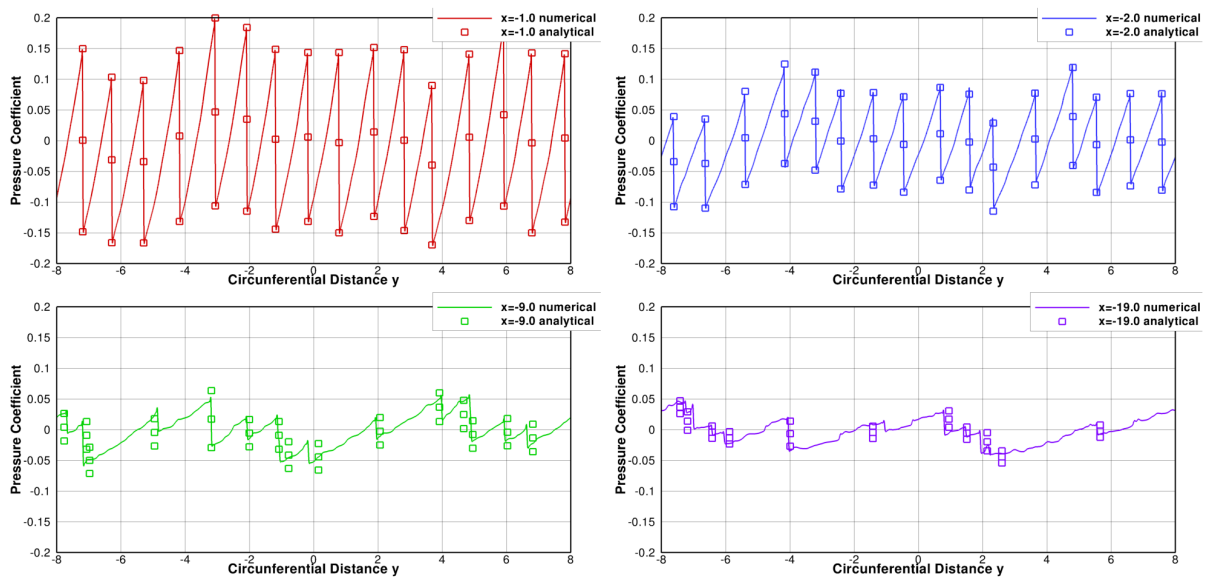 0.2
0.15
0.1
0.05
0
-0.05
-0.1
-0.15
-0.2
Pressure Coefficient
-8 -6 -4 -2 0 2 4 6 8
Circunferential Distance y
x=-1.0 numerical
x=-1.0 analytical
0.2
0.15
0.1
0.05
0
-0.05
-0.1
-0.15
-0.2
Pressure Coefficient
-8 -6 -4 -2 0 2 4 6 8
Circunferential Distance y
x=-2.0 numerical
x=-2.0 analytical
0.2
0.15
0.1
0.05
0
-0.05
-0.1
-0.15
-0.2
Pressure Coefficient
-8 -6 -4 -2 0 2 4 6 8
Circunferential Distance y
x=-9.0 numerical
x=-9.0 analytical
0.2
0.15
0.1
0.05
0
-0.05
-0.1
-0.15
-0.2
Pressure Coefficient
-8 -6 -4 -2 0 2 4 6 8
Circunferential Distance y
x=-19.0 numerical
x=-19.0 analytical